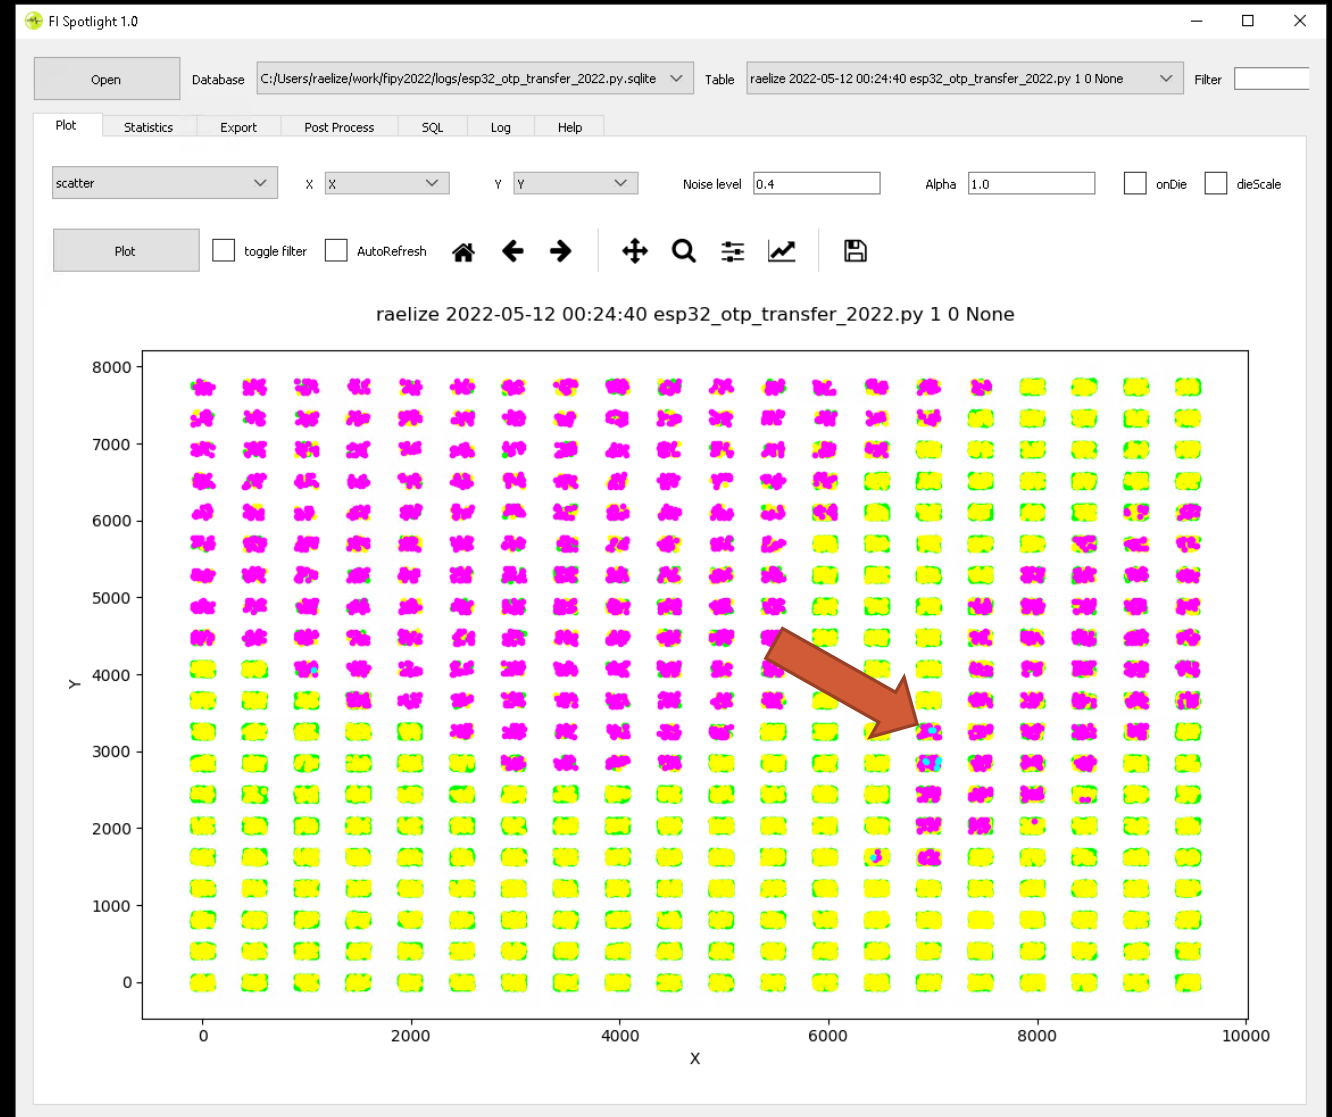 FI Spotlight 1.0
Open Database C:/Users/raelize/work/fipy2022/logs/esp32_otp_transfer_2022.py.sqlite Table raelize 2022-05-12 00:24:40 esp32_otp_transfer_2022.py 1 0 None Filter
Plot Statistics Export Post Process SQL Log Help
scatter X X Y Y Noise level 0.4 Alpha 1.0 onDie dieScale
Plot toggle filter AutoRefresh
raelize 2022-05-12 00:24:40 esp32_otp_transfer_2022.py 1 0 None
8000
7000
6000
5000
4000
Y
3000
2000
1000
0
0 2000 4000 6000 8000 10000
X